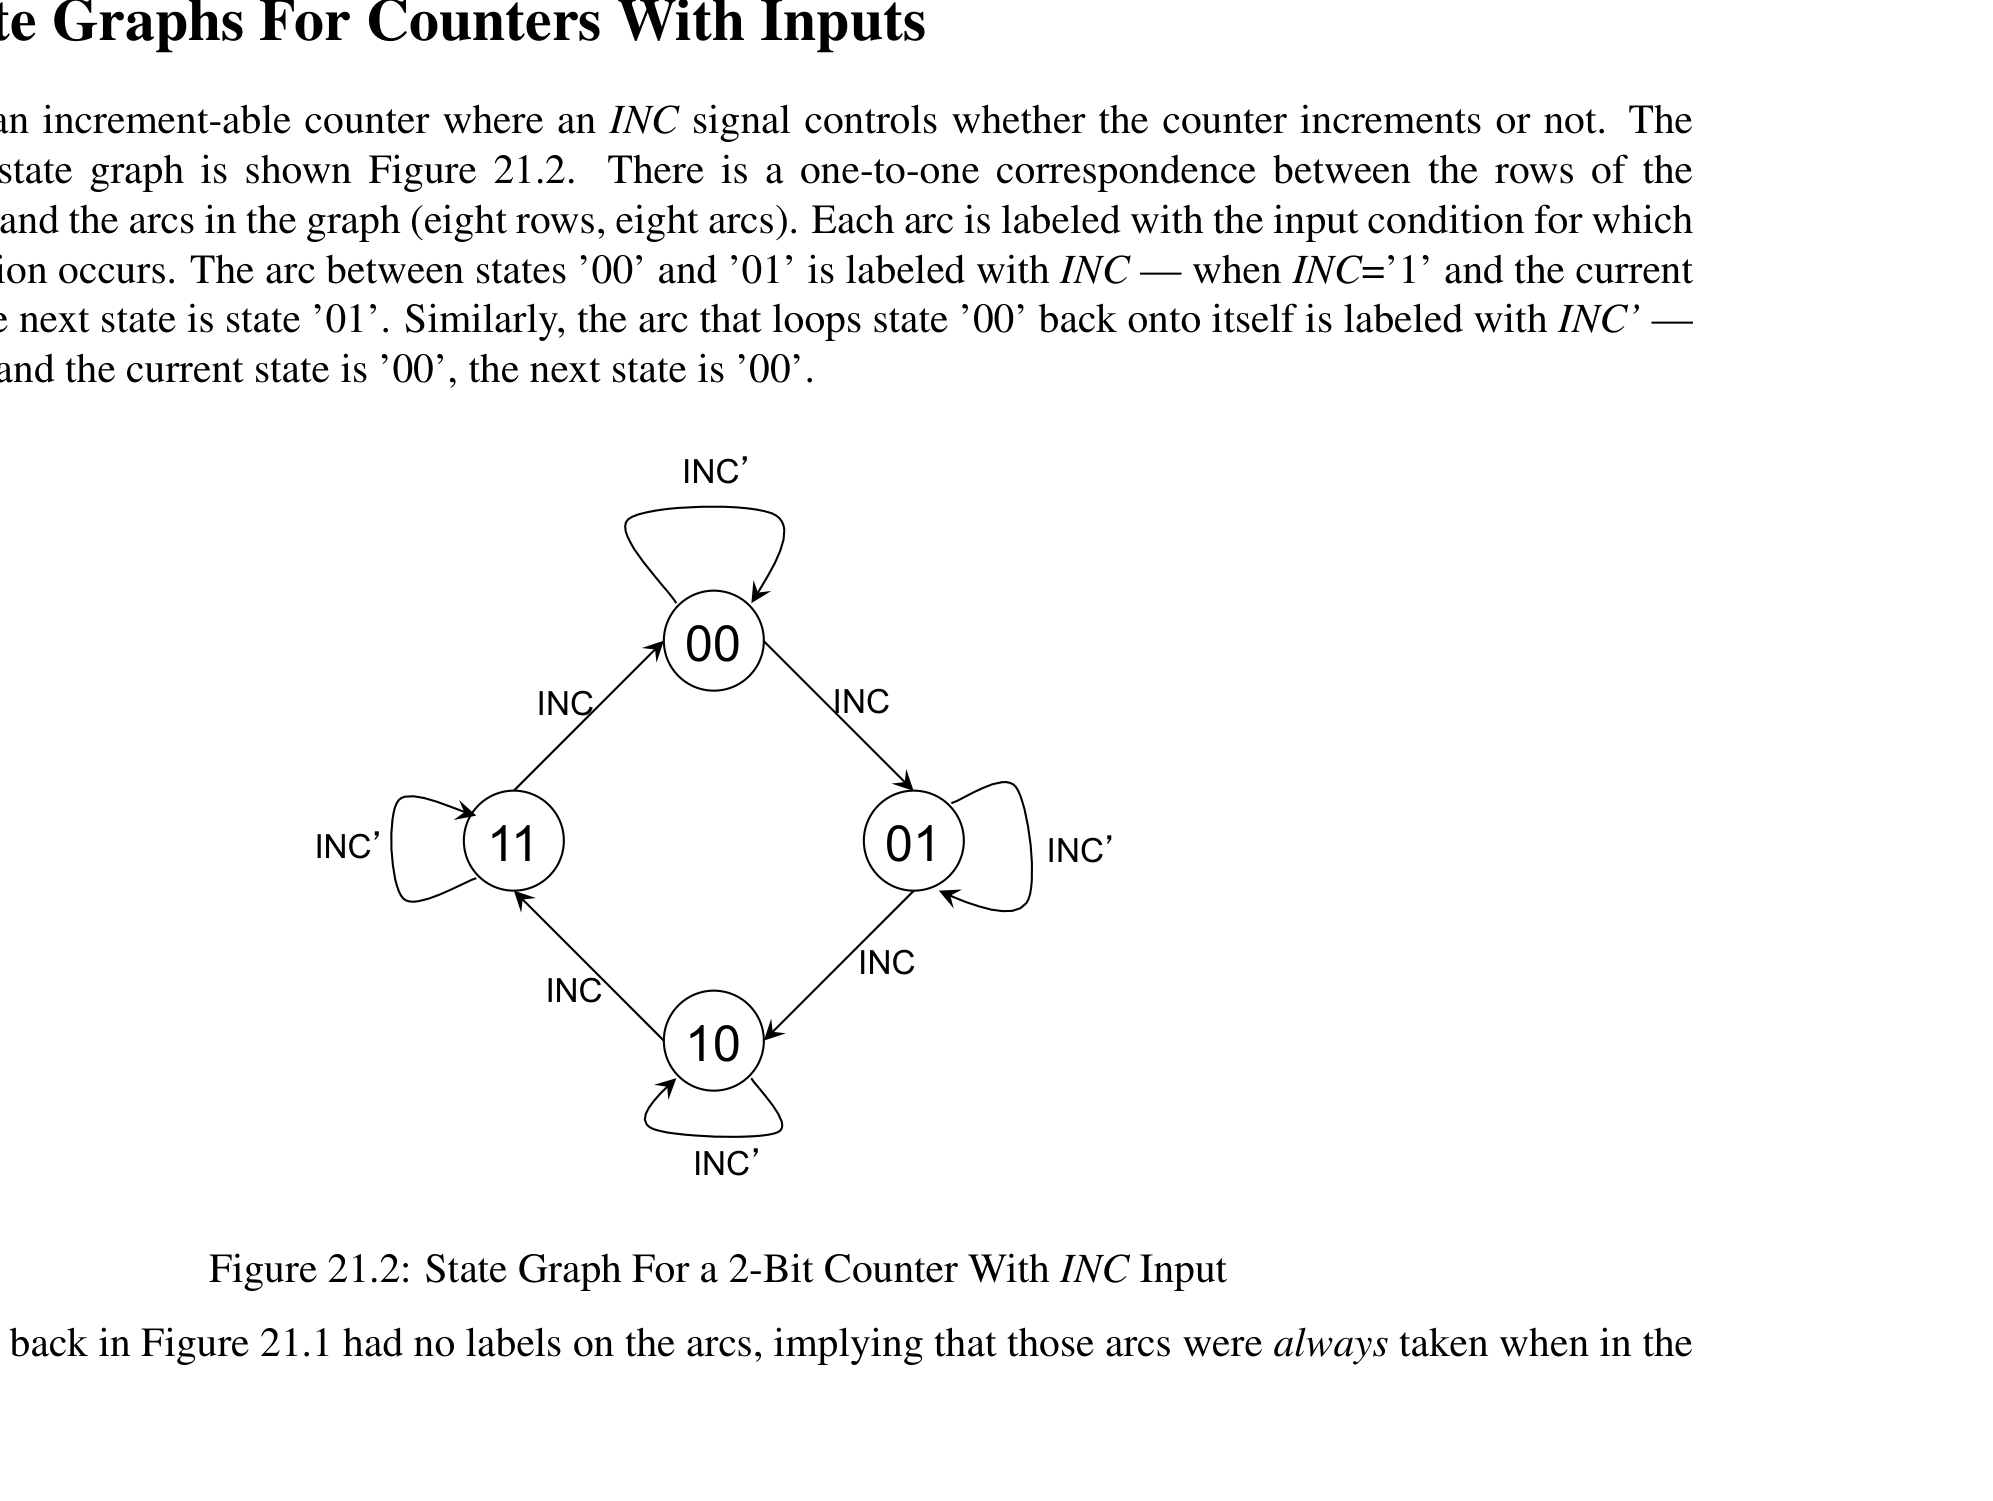 te Graphs For Counters With Inputs
an increment-able counter where an INC signal controls whether the counter increments or not. The
state graph is shown Figure 21.2. There is a one-to-one correspondence between the rows of the
and the arcs in the graph (eight rows, eight arcs). Each arc is labeled with the input condition for which
ion occurs. The arc between states ’00’ and ’01’ is labeled with INC — when INC=’1’ and the current
e next state is state ’01’. Similarly, the arc that loops state ’00’ back onto itself is labeled with INC’ —
and the current state is ’00’, the next state is ’00’.
INC’
00
INC
INC
11
01
INC’
INC’
INC
INC
10
INC’
Figure 21.2: State Graph For a 2-Bit Counter With INC Input
back in Figure 21.1 had no labels on the arcs, implying that those arcs were always taken when in the